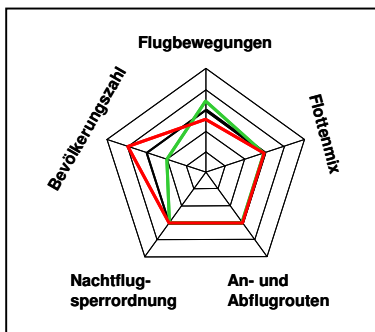 Flugbewegungen
Flottenmix
Bevölkerungszahl
Nachtflug-
sperrordnung
An- und
Abflugrouten